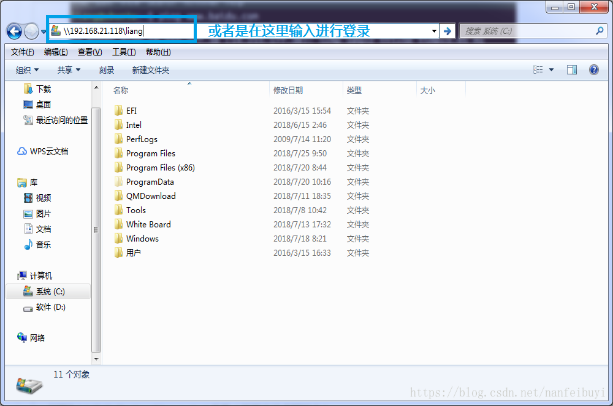 \\192.168.21.118\liang
或者是在这里输入进行登录
搜索 系统 (C:)
文件(F) 编辑(E) 查看(V) 工具(T) 帮助(H)
组织 共享 刻录 新建文件夹
下载
桌面
最近访问的位置
WPS云文档
库
视频
图片
文档
音乐
计算机
系统 (C:)
软件 (D:)
网络
名称 修改日期 类型 大小
EFI 2016/3/15 15:54 文件夹
Intel 2018/6/15 2:46 文件夹
PerfLogs 2009/7/14 11:20 文件夹
Program Files 2018/7/25 9:50 文件夹
Program Files (x86) 2018/7/20 8:44 文件夹
ProgramData 2018/7/20 10:16 文件夹
QMDownload 2018/7/11 18:35 文件夹
Tools 2018/7/8 10:42 文件夹
White Board 2018/7/13 17:32 文件夹
Windows 2018/7/18 8:21 文件夹
用户 2016/3/15 16:33 文件夹
11 个对象
https://blog.csdn.net/nanfeibuyi